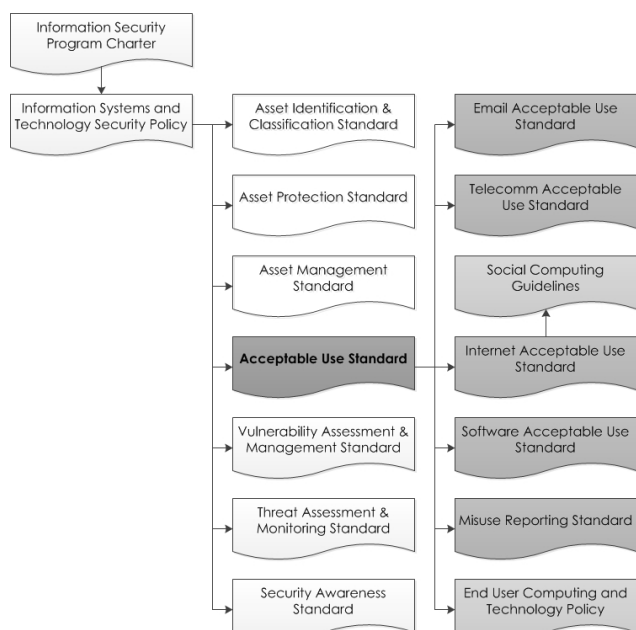 Information Security
Program Charter
Information Systems and
Technology Security Policy
Asset Identification &
Classification Standard
Asset Protection Standard
Asset Management
Standard
Acceptable Use Standard
Vulnerability Assessment &
Management Standard
Threat Assessment &
Monitoring Standard
Security Awareness
Standard
Email Acceptable Use
Standard
Telecomm Acceptable
Use Standard
Social Computing
Guidelines
Internet Acceptable Use
Standard
Software Acceptable Use
Standard
Misuse Reporting Standard
End User Computing and
Technology Policy